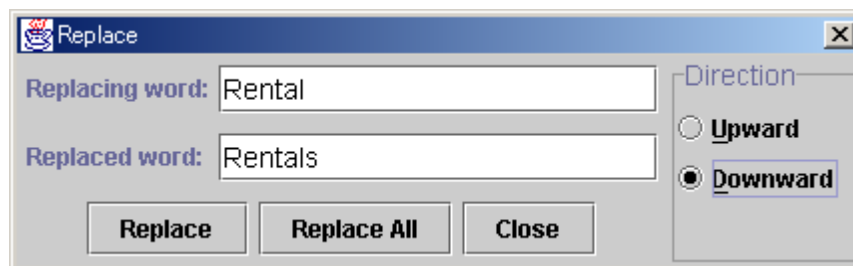 Replace
Replacing word: Rental
Replaced word: Rentals
Replace Replace All Close
Direction
Upward
Downward